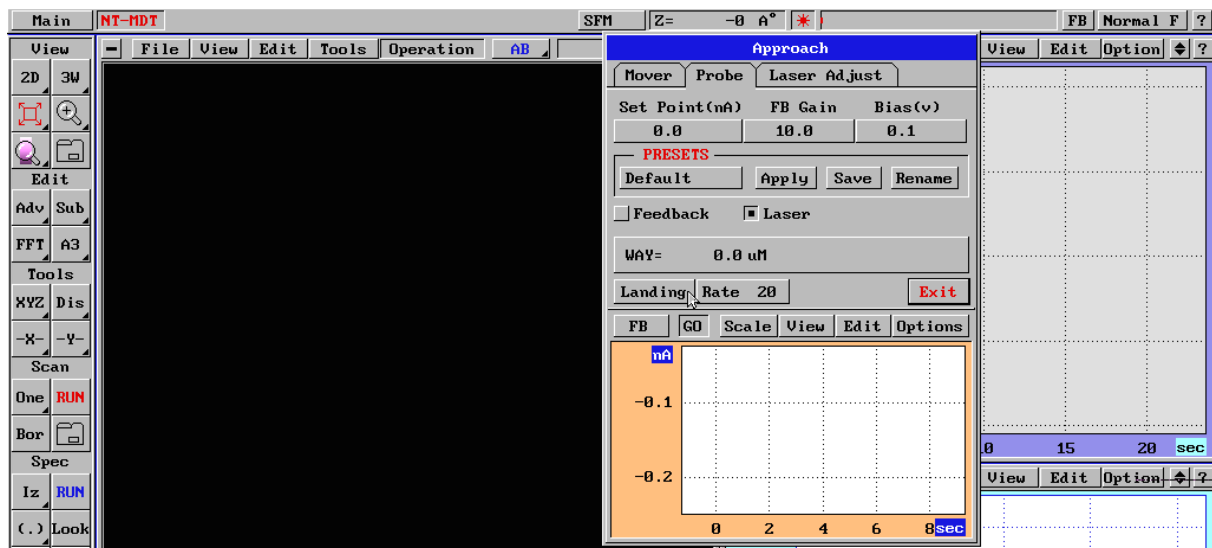 Main NT-MDT SFM Z= -0 A° FB Normal F ?
View
2D 3W
Edit
Adv Sub
FFT A3
Tools
XYZ Dis
-X- -Y-
Scan
One RUN
Bor
Spec
Iz RUN
(.) Look
- File View Edit Tools Operation AB
Approach
Mover Probe Laser Adjust
Set Point(nA) FB Gain Bias(v)
0.0 10.0 0.1
PRESETS
Default Apply Save Rename
Feedback Laser
WAY= 0.0 uM
Landing Rate 20 Exit
FB GO Scale View Edit Options
nA
-0.1
-0.2
0 2 4 6 8 sec
View Edit Option ?
15 20 sec
View Edit Option ?